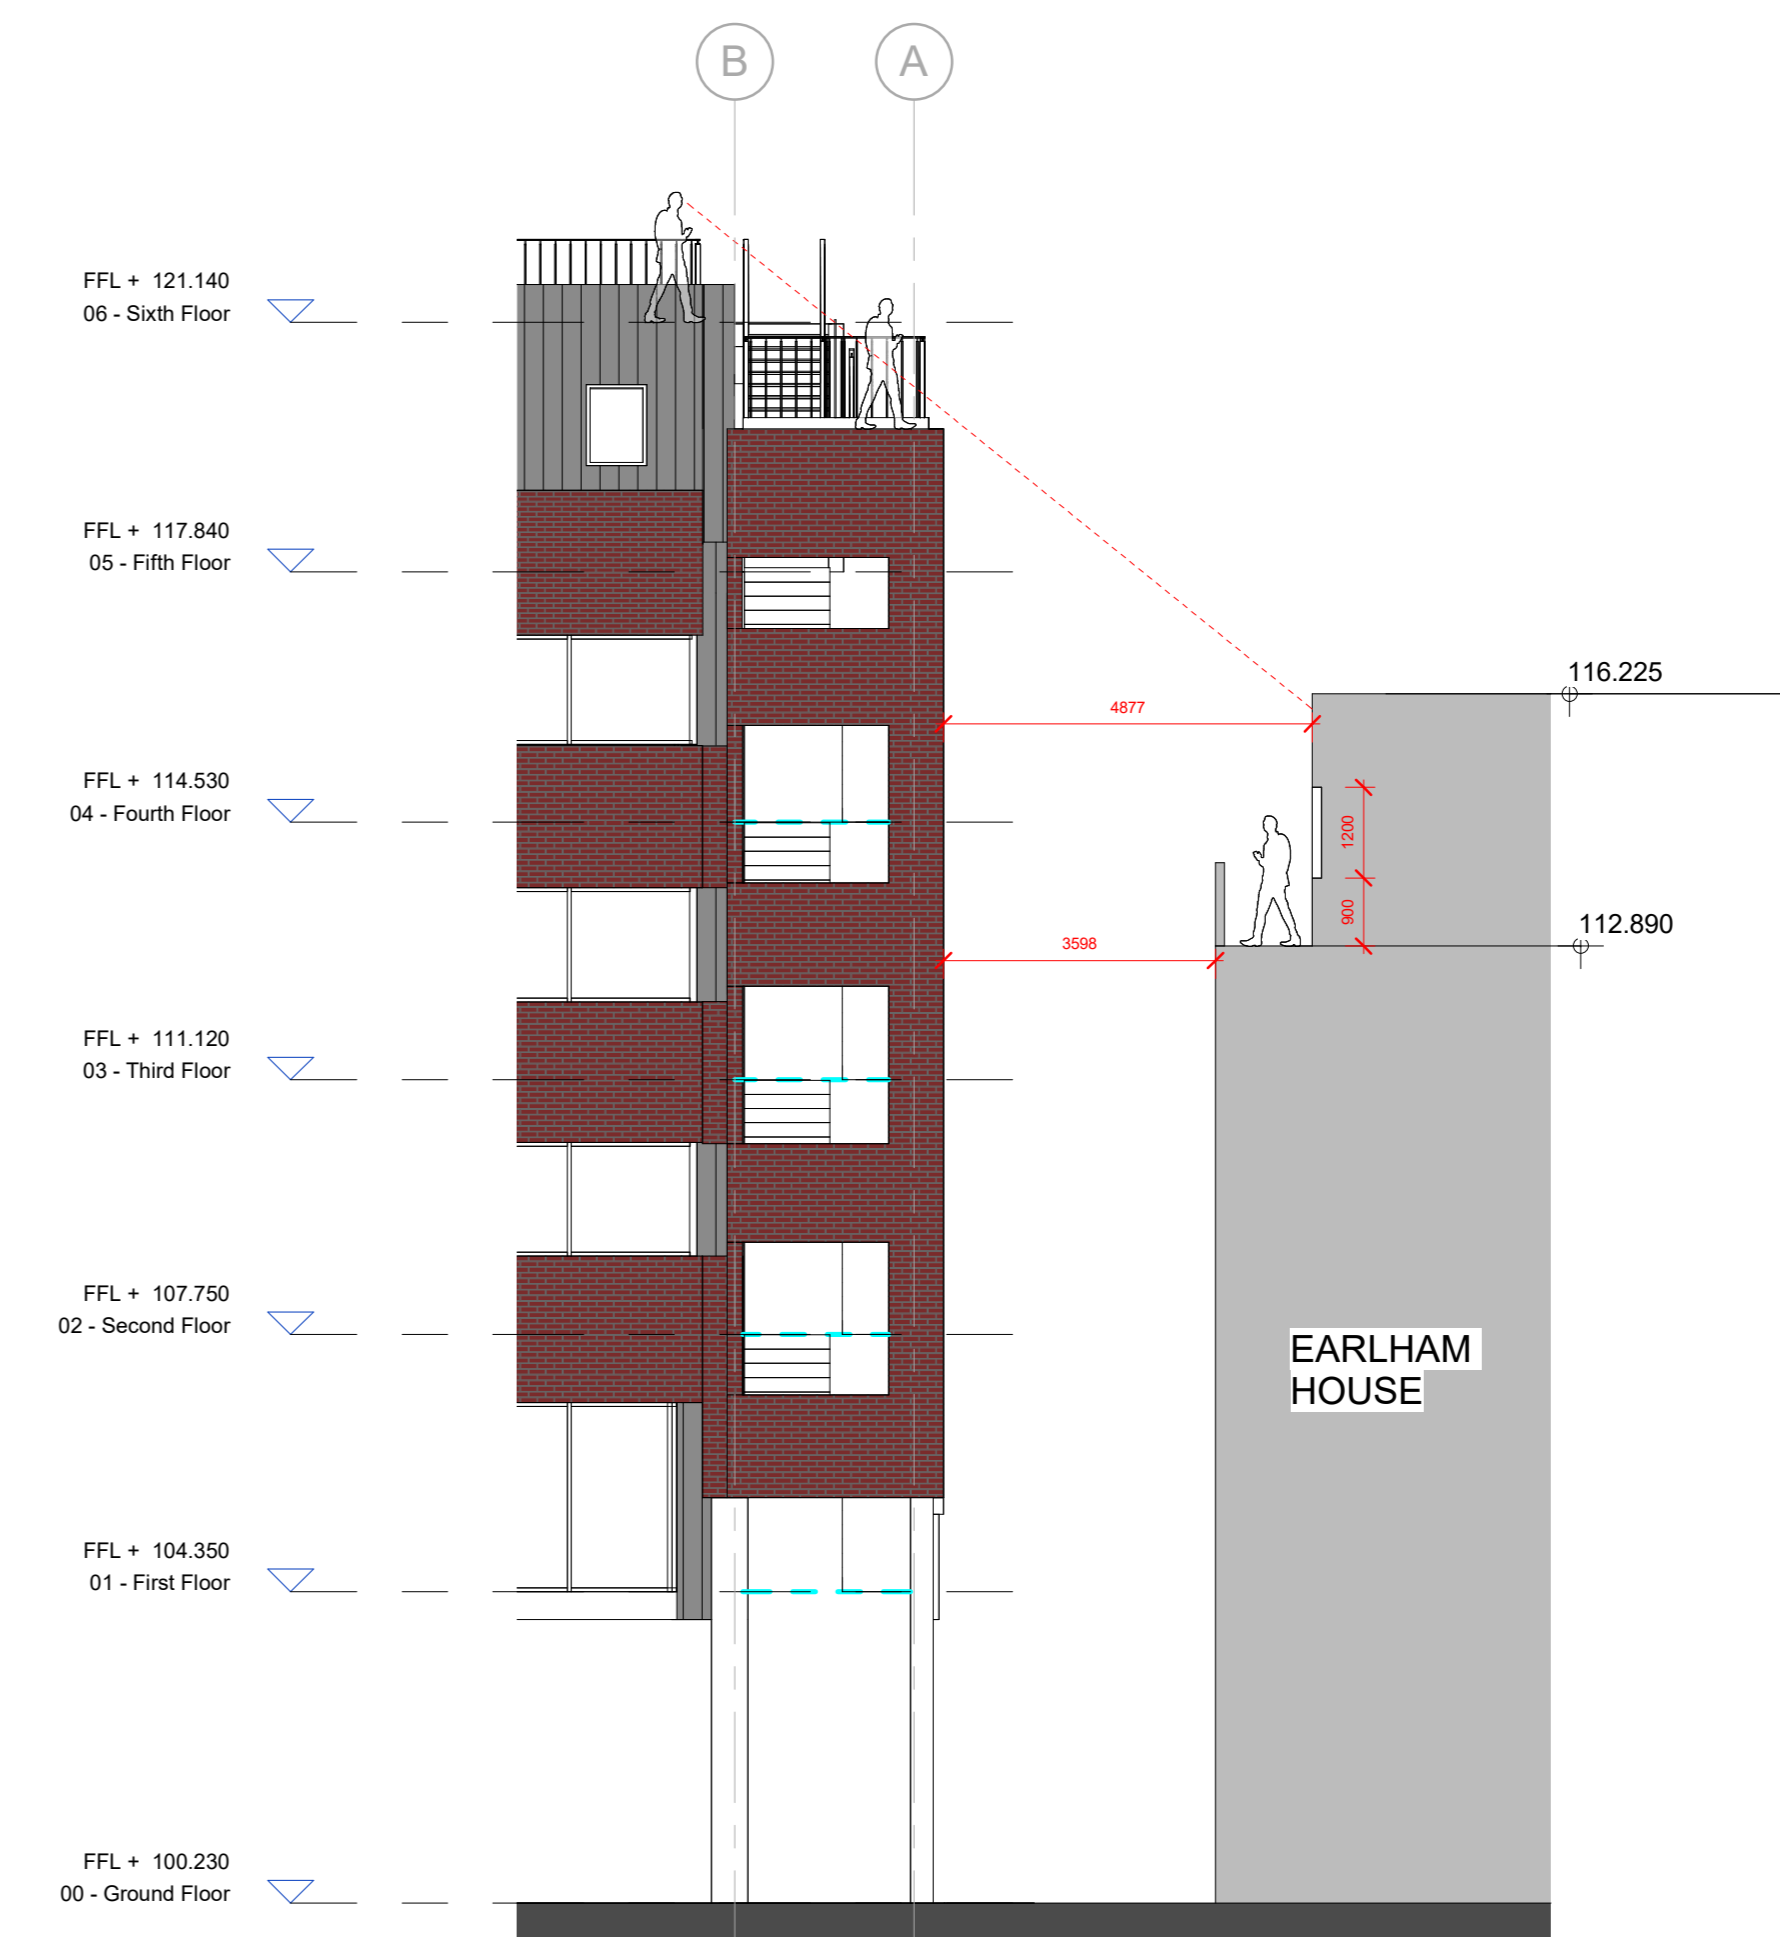 B
A
FFL + 121.140
06 - Sixth Floor
FFL + 117.840
05 - Fifth Floor
116.225
4877
FFL + 114.530
04 - Fourth Floor
1200
900
112.890
3598
FFL + 111.120
03 - Third Floor
FFL + 107.750
02 - Second Floor
EARLHAM
HOUSE
FFL + 104.350
01 - First Floor
FFL + 100.230
00 - Ground Floor